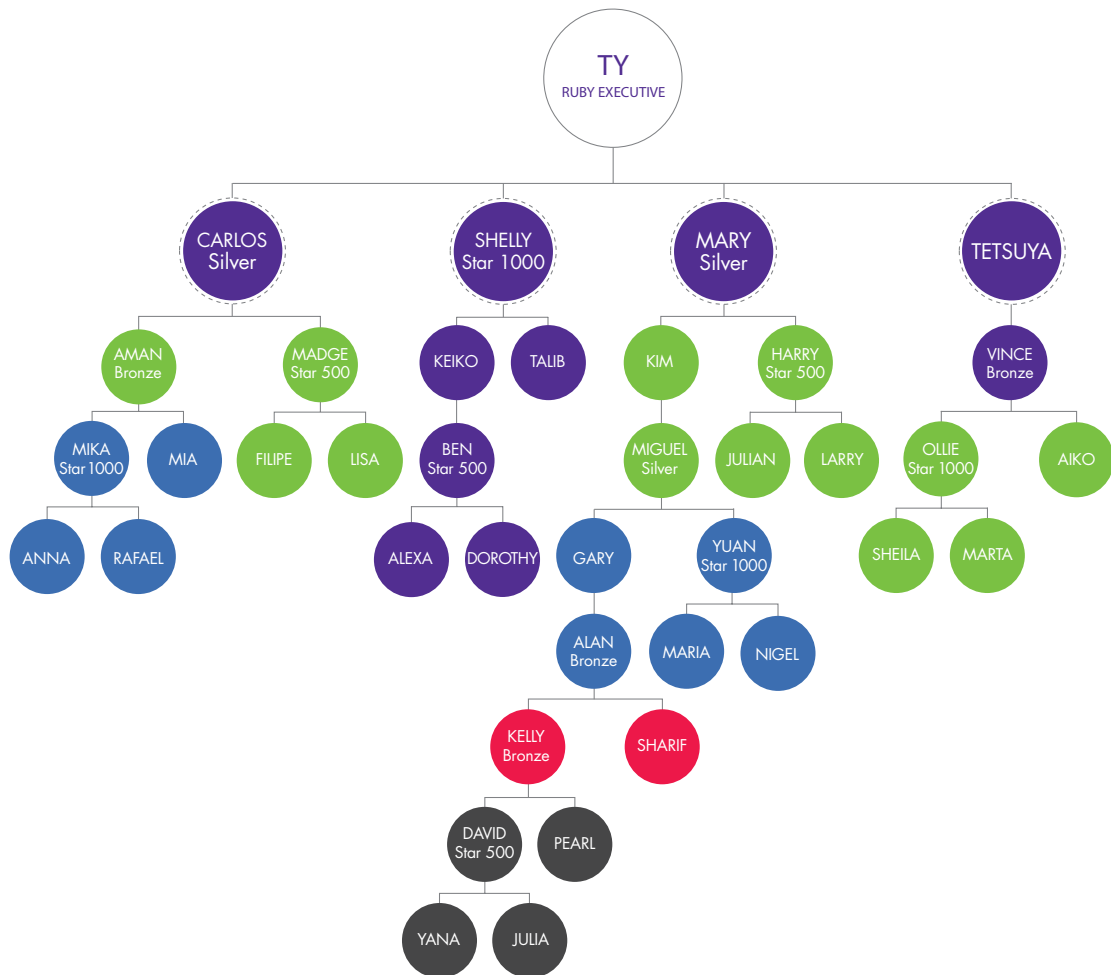 TY
RUBY EXECUTIVE
CARLOS
Silver
SHELLY
Star 1000
MARY
Silver
TETSUYA
AMAN
Bronze
MADGE
Star 500
KEIKO
TALIB
KIM
HARRY
Star 500
VINCE
Bronze
MIKA
Star 1000
MIA
FILIPE
LISA
BEN
Star 500
MIGUEL
Silver
JULIAN
LARRY
OLLIE
Star 1000
AIKO
ANNA
RAFAEL
ALEXA
DOROTHY
GARY
YUAN
Star 1000
SHEILA
MARTA
ALAN
Bronze
MARIA
NIGEL
KELLY
Bronze
SHARIF
DAVID
Star 500
PEARL
YANA
JULIA